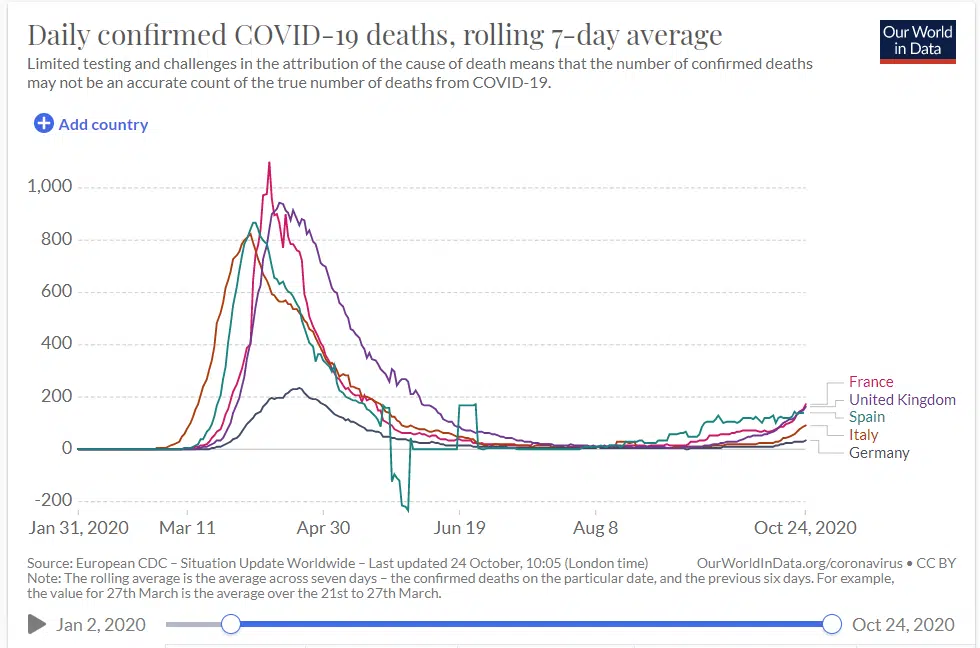 Daily confirmed COVID-19 deaths, rolling 7-day average
Our World
in Data
Limited testing and challenges in the attribution of the cause of death means that the number of confirmed deaths
may not be an accurate count of the true number of deaths from COVID-19.
Add country
1,000
800
600
400
200
0
-200
France
United Kingdom
Spain
Italy
Germany
Jan 31, 2020
Mar 11
Apr 30
Jun 19
Aug 8
Oct 24, 2020
Source: European CDC – Situation Update Worldwide – Last updated 24 October, 10:05 (London time)
OurWorldInData.org/coronavirus • CC BY
Note: The rolling average is the average across seven days – the confirmed deaths on the particular date, and the previous six days. For example,
the value for 27th March is the average over the 21st to 27th March.
Jan 2, 2020
Oct 24, 2020